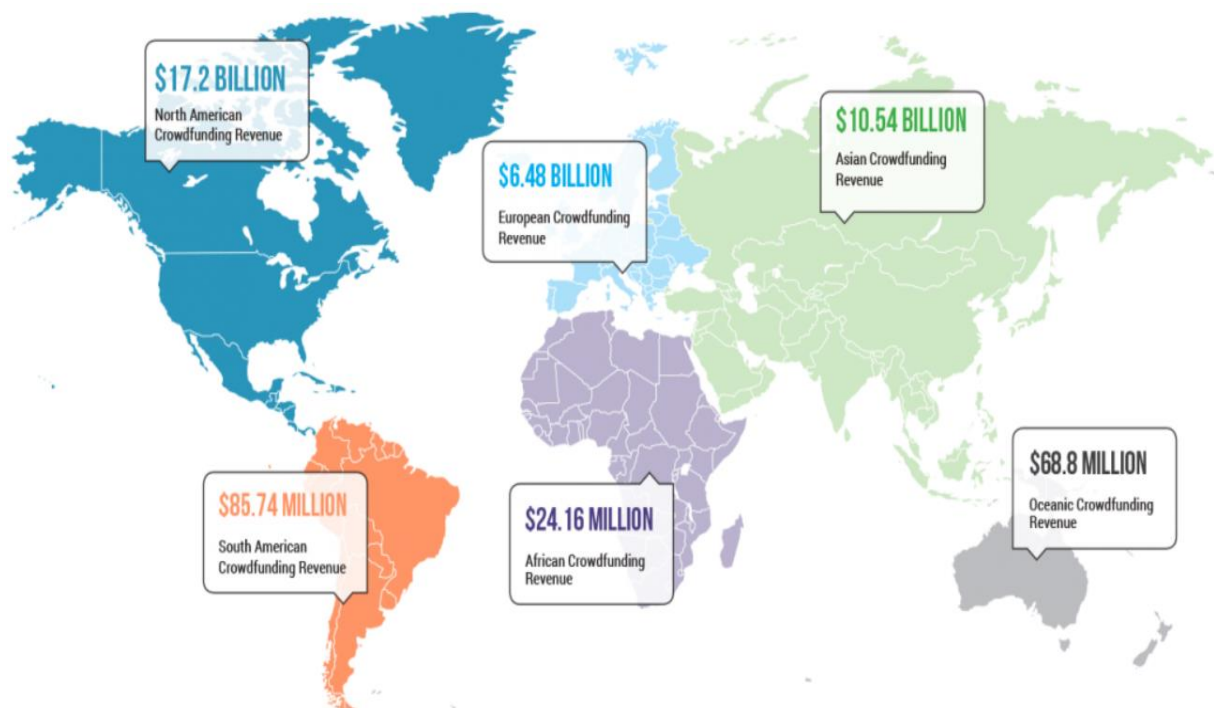 $17.2 BILLION
North American
Crowdfunding Revenue
$10.54 BILLION
Asian Crowdfunding
Revenue
$6.48 BILLION
European Crowdfunding
Revenue
$68.8 MILLION
Oceanic Crowdfunding
Revenue
$85.74 MILLION
South American
Crowdfunding Revenue
$24.16 MILLION
African Crowdfunding
Revenue